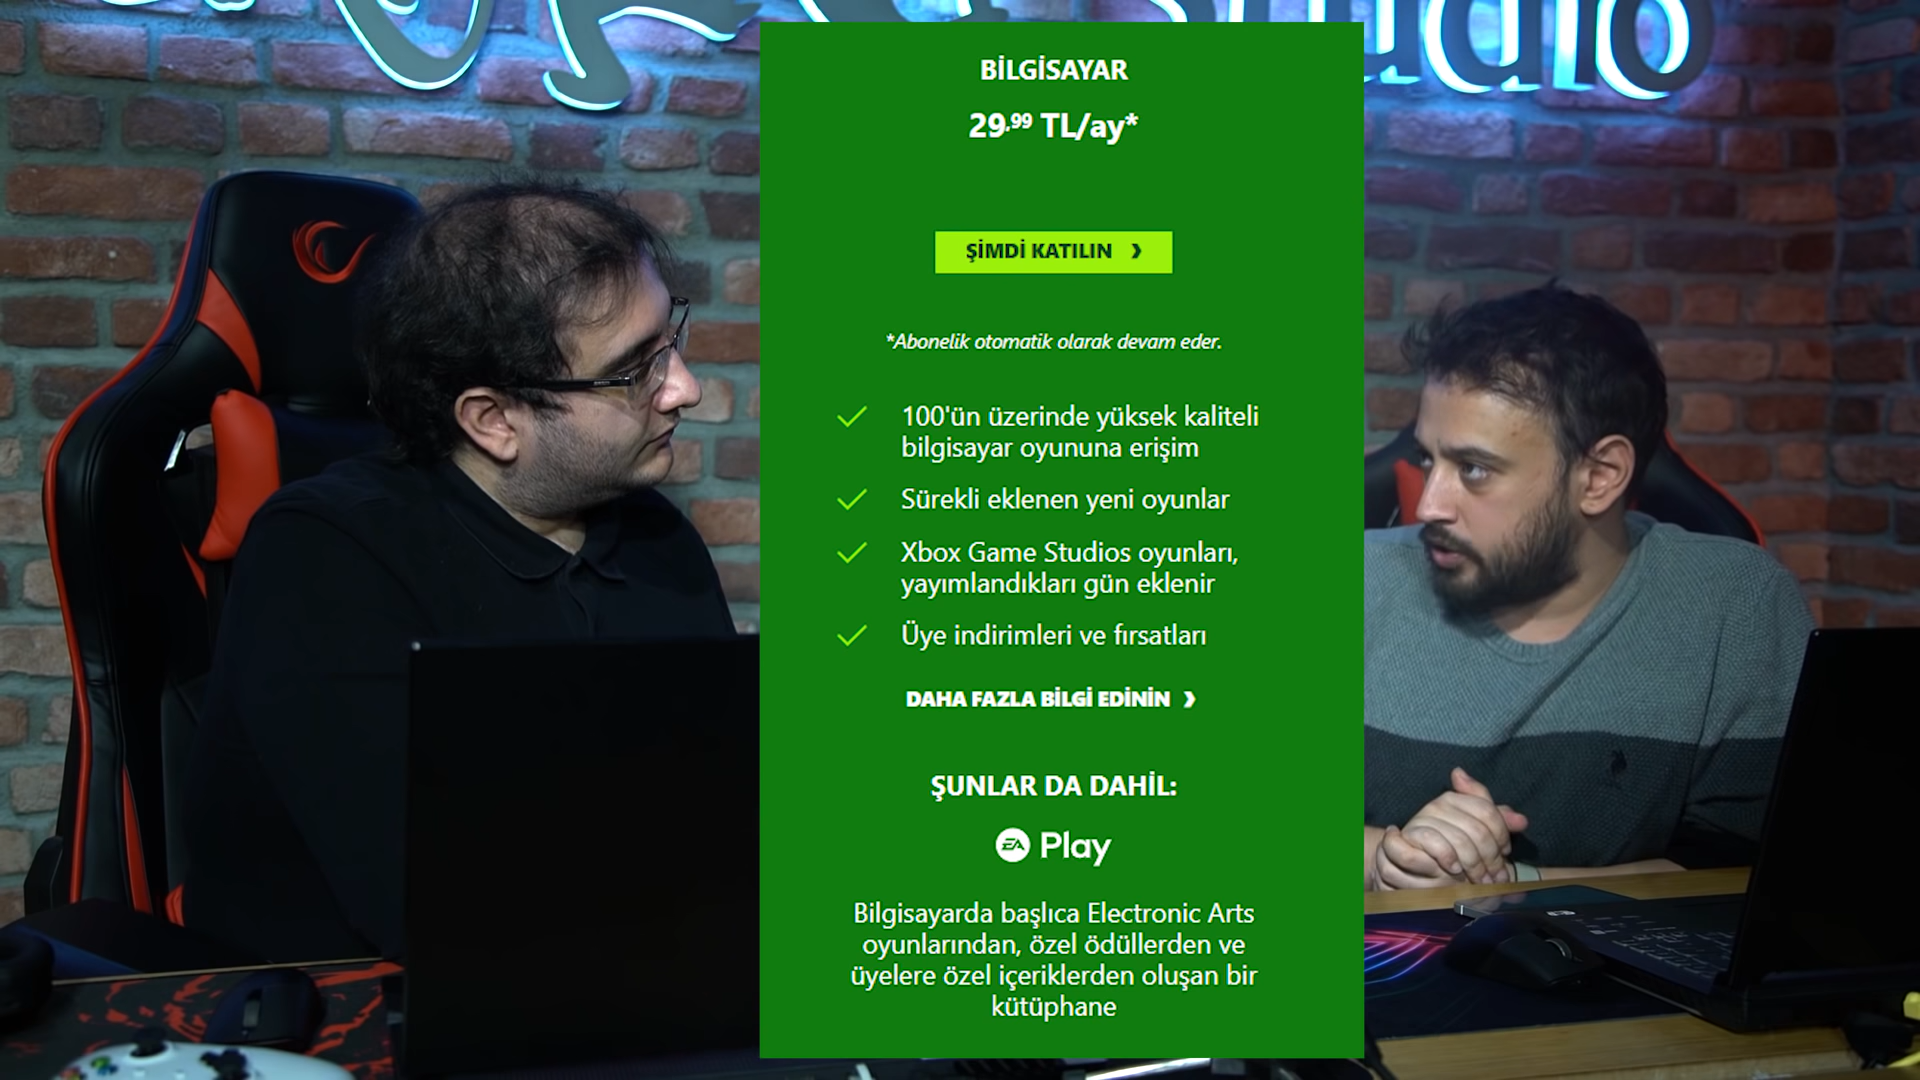 udio
BİLGİSAYAR
29.99 TL/ay*
ŞİMDİ KATILIN
*Abonelik otomatik olarak devam eder.
100'ün üzerinde yüksek kaliteli
bilgisayar oyununa erişim
Sürekli eklenen yeni oyunlar
Xbox Game Studios oyunları,
yayımlandıkları gün eklenir
Üye indirimleri ve fırsatları
DAHA FAZLA BİLGİ EDİNİN
ŞUNLAR DA DAHİL:
EA Play
Bilgisayarda başlıca Electronic Arts
oyunlarından, özel ödüllerden ve
üyelere özel içeriklerden oluşan bir
kütüphane